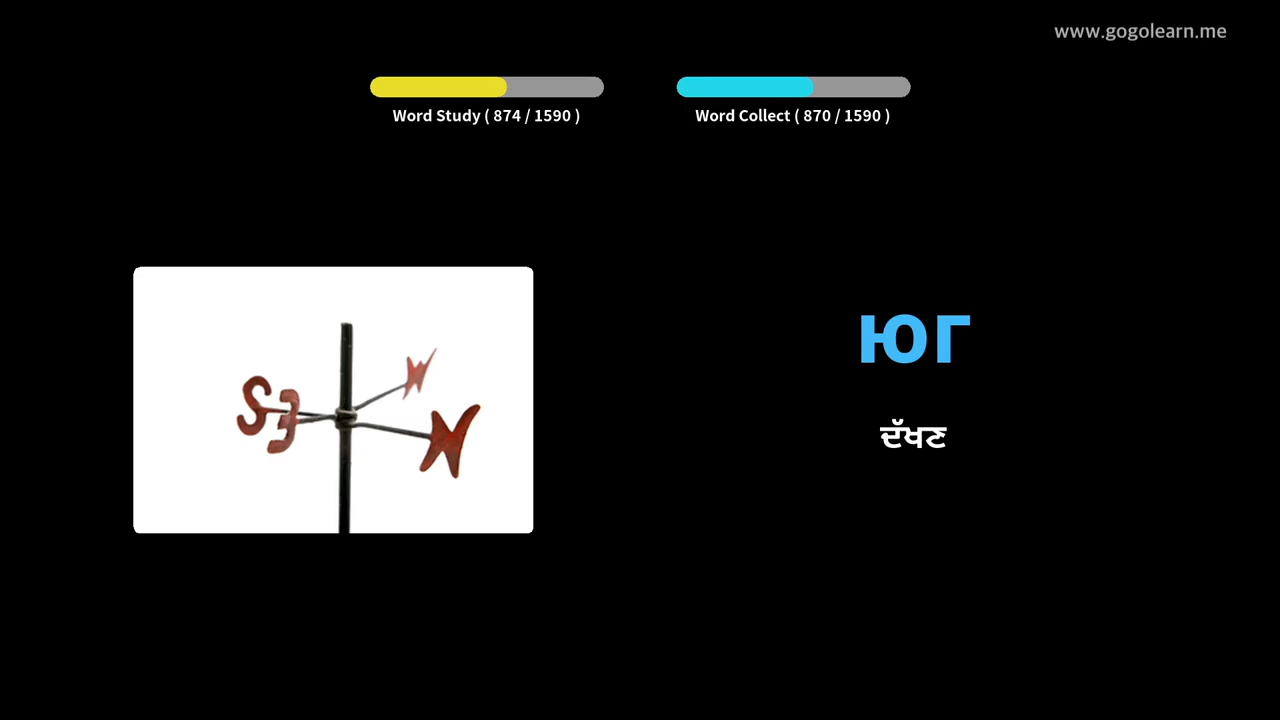 www.gogolearn.me
Word Study ( 874 / 1590 )
Word Collect ( 870 / 1590 )
юг
ਦੱਖਣ
S
E
N